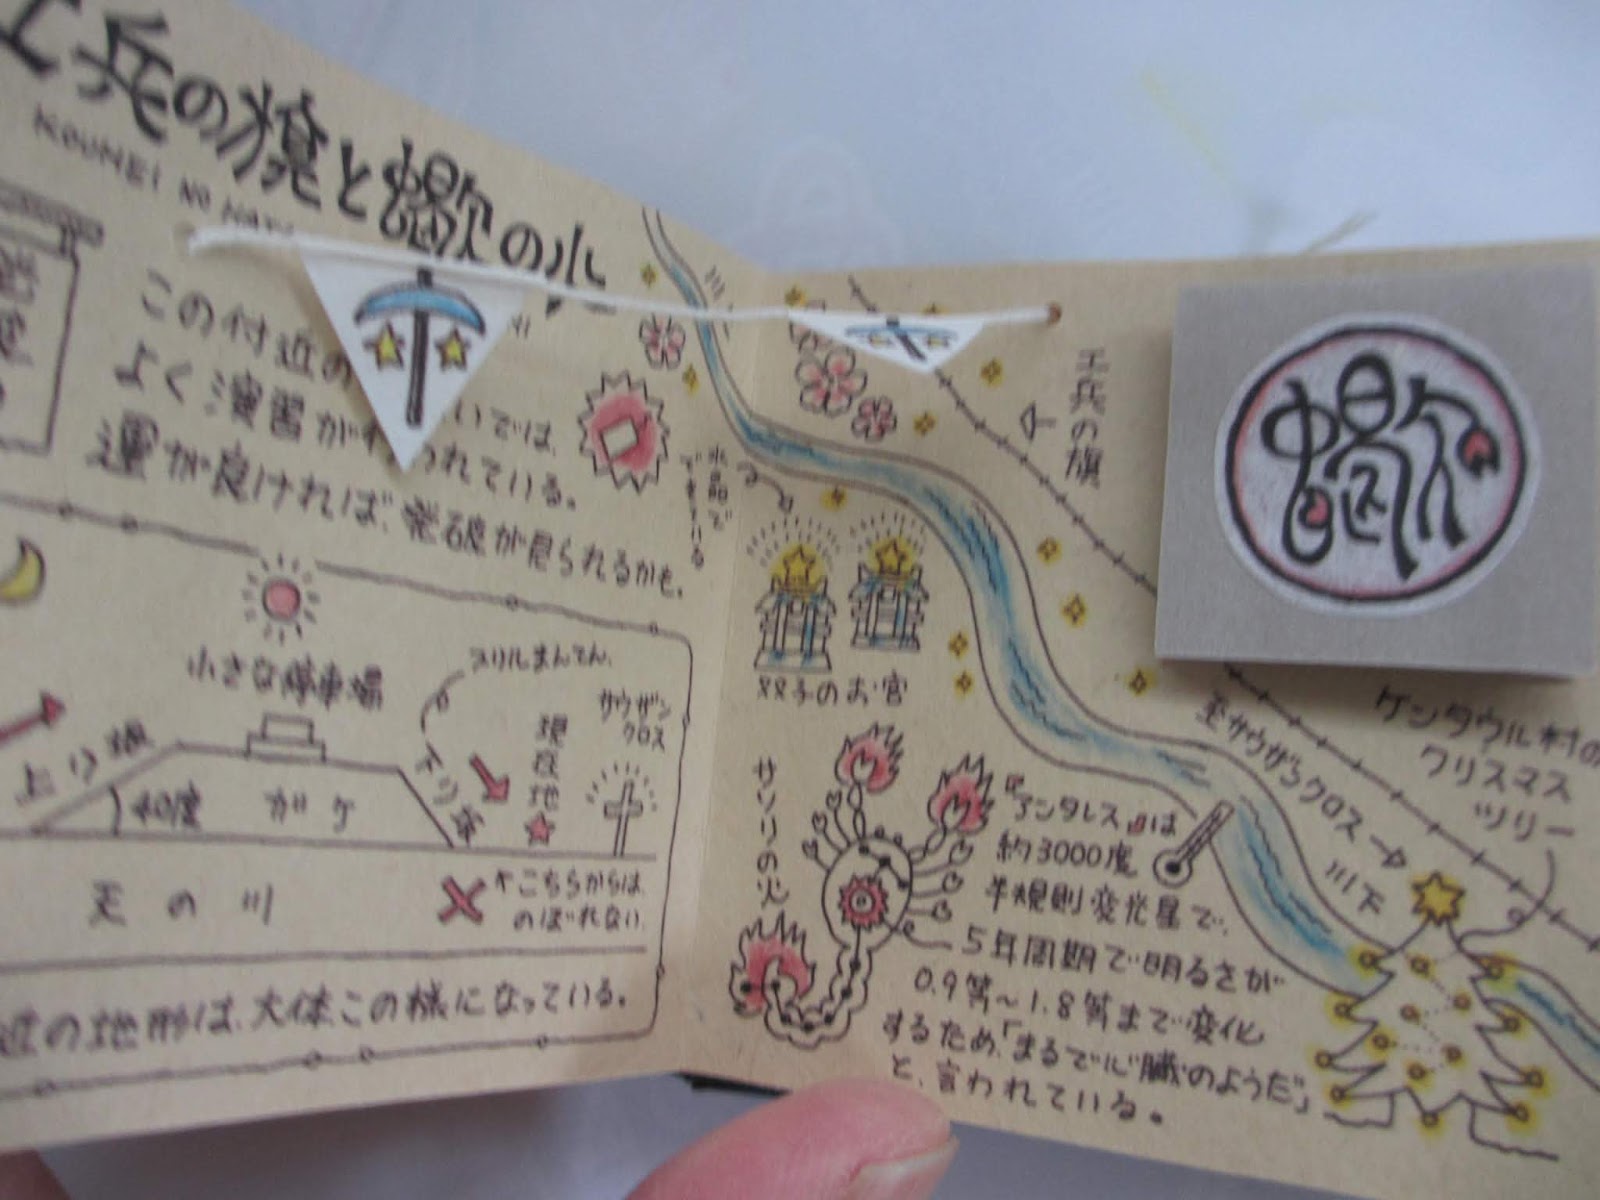 工兵の旗と蠍の火
KOUHEI NO HATA
この付近の
いでは、
よく演習が行われている。
運が良ければ、発破が見られるかも。
小さな停車場
スリルまんてん。
サウザン
クロス
現在地
上り坂
40度
ガケ
下り坂
天の川
こちらからは、
のぼれない。
近の地形は、大体この様になっている。
水晶で
できている
双子のお宮
サソリの火
『アンタレス』は
約3000度
半規則変光星で、
5年周期で明るさが
0.9等〜1.8等まで変化
するため、「まるで心臓のようだ」
と、言われている。
工兵の旗
蠍
至サウザンクロス→
川下
ケンタウル村の
クリスマス
ツリー